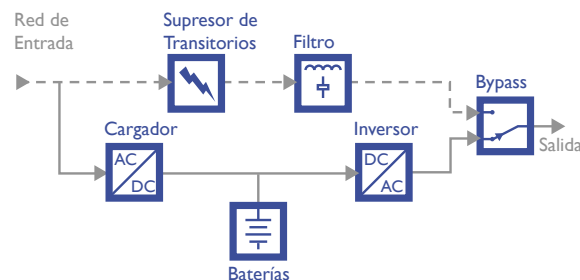 Red de
Entrada
Supresor de
Transitorios
Filtro
Bypass
Salida
Cargador
AC
DC
Inversor
DC
AC
Baterías